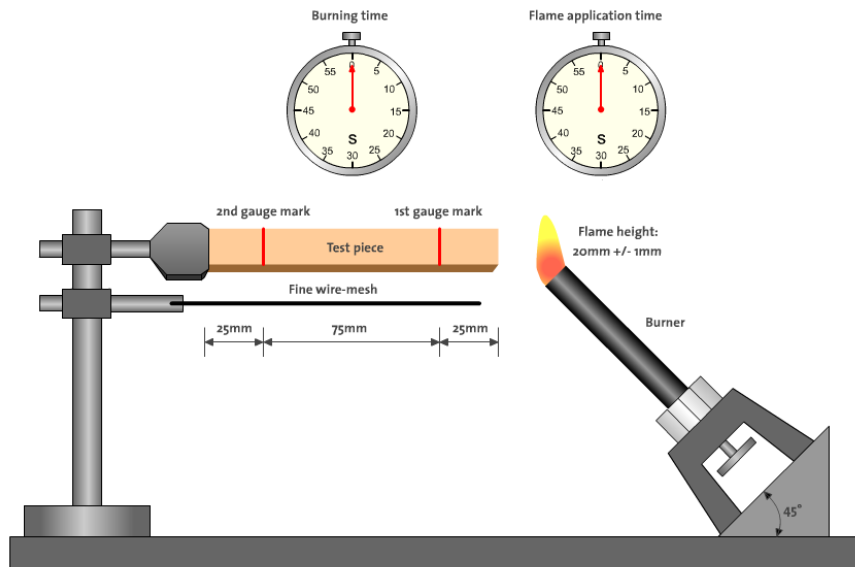 Burning time
Flame application time
0
5
10
15
20
25
30
35
40
45
50
55
S
0
5
10
15
20
25
30
35
40
45
50
55
S
2nd gauge mark
1st gauge mark
Test piece
Flame height:
20mm +/- 1mm
Fine wire-mesh
25mm
75mm
25mm
Burner
45°